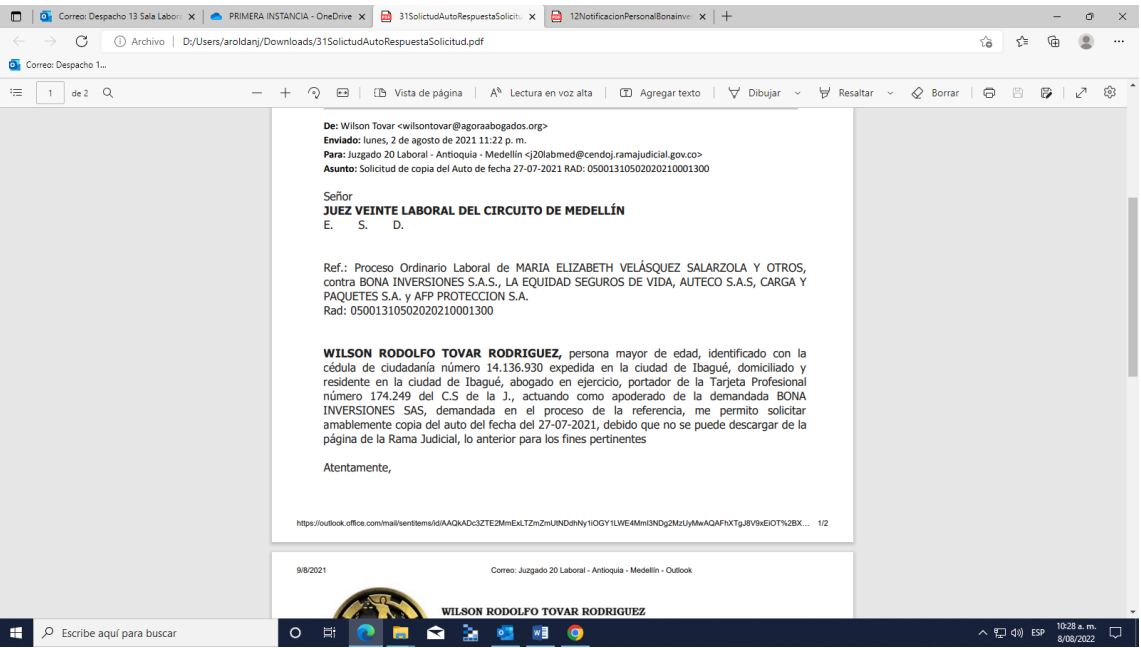 Correo: Despacho 13 Sala Labora
PRIMERA INSTANCIA - OneDrive
31SolictudAutoRespuestaSolicitu
12NotificacionPersonalBonainver
Archivo D:/Users/aroldanj/Downloads/31SolictudAutoRespuestaSolicitud.pdf
Correo: Despacho 1...
1 de 2 Vista de página Lectura en voz alta Agregar texto Dibujar Resaltar Borrar
De: Wilson Tovar <wilsontovar@agoraabogados.org>
Enviado: lunes, 2 de agosto de 2021 11:22 p. m.
Para: Juzgado 20 Laboral - Antioquia - Medellín <j20labmed@cendoj.ramajudicial.gov.co>
Asunto: Solicitud de copia del Auto de fecha 27-07-2021 RAD: 05001310502020210001300
Señor
JUEZ VEINTE LABORAL DEL CIRCUITO DE MEDELLÍN
E. S. D.
Ref.: Proceso Ordinario Laboral de MARIA ELIZABETH VELÁSQUEZ SALARZOLA Y OTROS,
contra BONA INVERSIONES S.A.S., LA EQUIDAD SEGUROS DE VIDA, AUTECO S.A.S, CARGA Y
PAQUETES S.A. y AFP PROTECCION S.A.
Rad: 05001310502020210001300
WILSON RODOLFO TOVAR RODRIGUEZ, persona mayor de edad, identificado con la
cédula de ciudadanía número 14.136.930 expedida en la ciudad de Ibagué, domiciliado y
residente en la ciudad de Ibagué, abogado en ejercicio, portador de la Tarjeta Profesional
número 174.249 del C.S de la J., actuando como apoderado de la demandada BONA
INVERSIONES SAS, demandada en el proceso de la referencia, me permito solicitar
amablemente copia del auto del fecha del 27-07-2021, debido que no se puede descargar de la
página de la Rama Judicial, lo anterior para los fines pertinentes
Atentamente,
1/2
9/8/2021 Correo: Juzgado 20 Laboral - Antioquia - Medellín - Outlook
WILSON RODOLFO TOVAR RODRIGUEZ
Escribe aquí para buscar
ESP
10:28 a. m.
8/08/2022